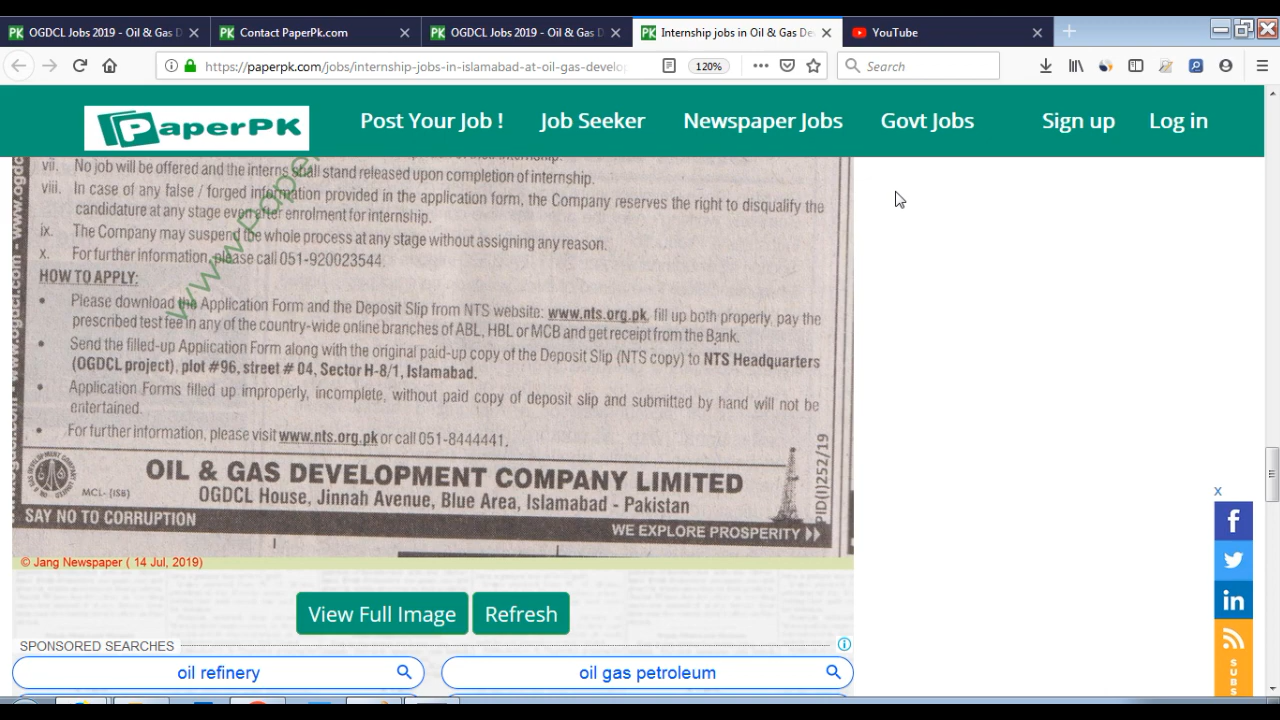 OGDCL Jobs 2019 - Oil & Gas D
Contact PaperPk.com
OGDCL Jobs 2019 - Oil & Gas D
Internship jobs in Oil & Gas De
YouTube
https://paperpk.com/jobs/internship-jobs-in-islamabad-at-oil-gas-develo
120%
Search
PaperPK
Post Your Job !
Job Seeker
Newspaper Jobs
Govt Jobs
Sign up
Log in
vii. No job will be offered and the interns shall stand released upon completion of internship.
viii. In case of any false / forged information provided in the application form, the Company reserves the right to disqualify the
candidature at any stage even after enrolment for internship.
ix. The Company may suspend the whole process at any stage without assigning any reason.
x. For further information, please call 051-920023544.
HOW TO APPLY:
• Please download the Application Form and the Deposit Slip from NTS website: www.nts.org.pk, fill up both properly, pay the
prescribed test fee in any of the country-wide online branches of ABL, HBL or MCB and get receipt from the Bank.
• Send the filled-up Application Form along with the original paid-up copy of the Deposit Slip (NTS copy) to NTS Headquarters
(OGDCL project), plot #96, street # 04, Sector H-8/1, Islamabad.
• Application Forms filled up improperly, incomplete, without paid copy of deposit slip and submitted by hand will not be
entertained.
• For further information, please visit www.nts.org.pk or call 051-8444441.
MCL- (ISB)
OIL & GAS DEVELOPMENT COMPANY LIMITED
OGDCL House, Jinnah Avenue, Blue Area, Islamabad - Pakistan
PID(I)252/19
SAY NO TO CORRUPTION
WE EXPLORE PROSPERITY
© Jang Newspaper ( 14 Jul, 2019)
View Full Image
Refresh
SPONSORED SEARCHES
oil refinery
oil gas petroleum
x
SUBS